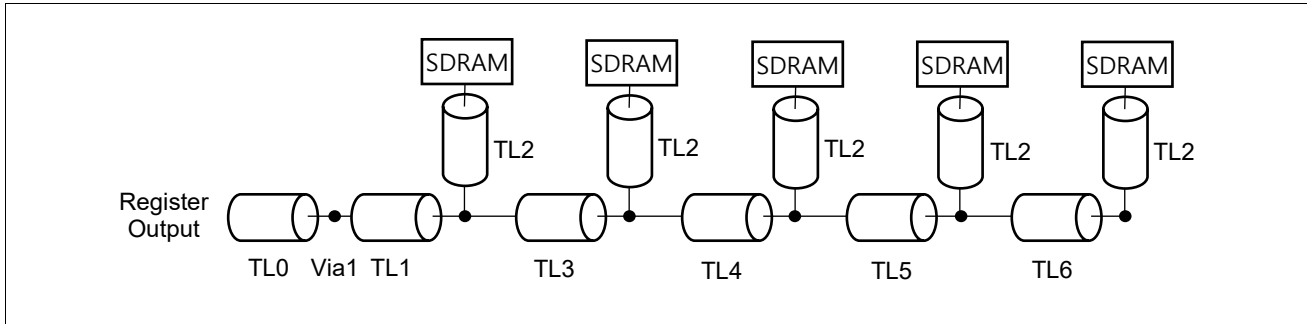 SDRAM SDRAM SDRAM SDRAM SDRAM
TL2 TL2 TL2 TL2 TL2
Register
Output
TL0 Via1 TL1 TL3 TL4 TL5 TL6